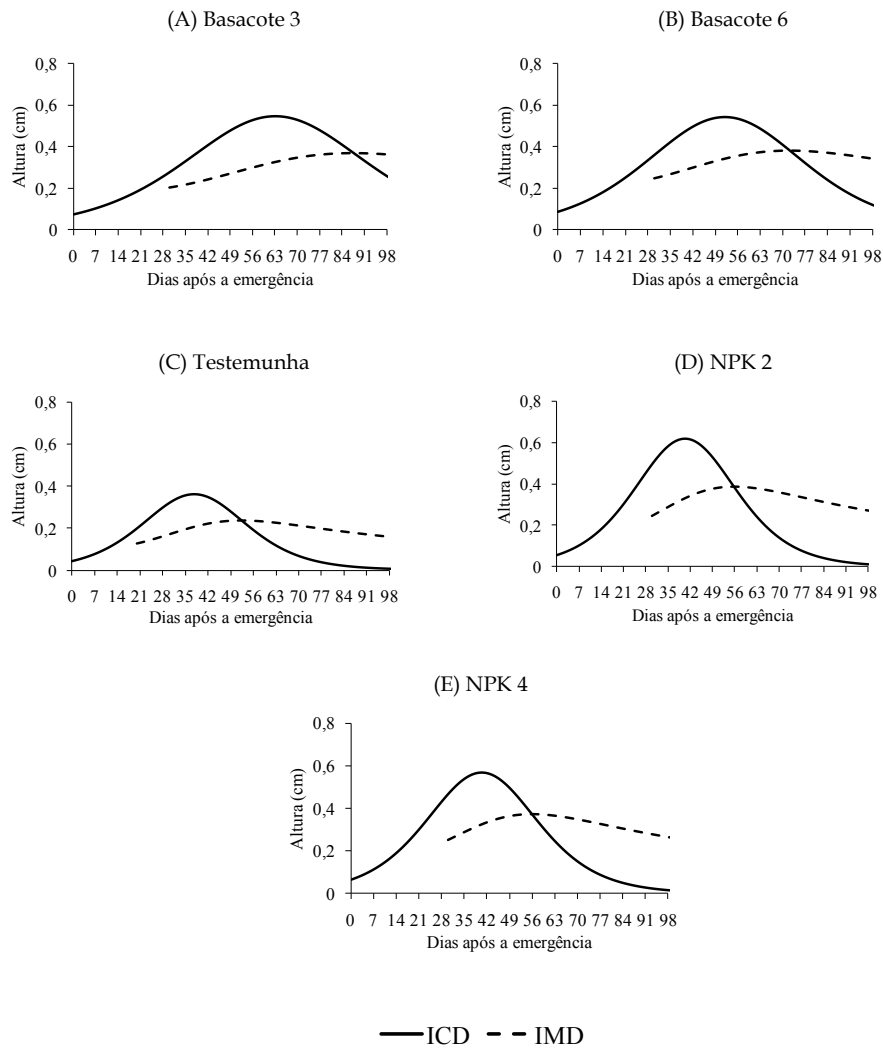 (A) Basacote 3
Altura (cm)
0,8
0,6
0,4
0,2
0
0 7 14 21 28 35 42 49 56 63 70 77 84 91 98
Dias após a emergência
(B) Basacote 6
Altura (cm)
0,8
0,6
0,4
0,2
0
0 7 14 21 28 35 42 49 56 63 70 77 84 91 98
Dias após a emergência
(C) Testemunha
Altura (cm)
0,8
0,6
0,4
0,2
0
0 7 14 21 28 35 42 49 56 63 70 77 84 91 98
Dias após a emergência
(D) NPK 2
Altura (cm)
0,8
0,6
0,4
0,2
0
0 7 14 21 28 35 42 49 56 63 70 77 84 91 98
Dias após a emergência
(E) NPK 4
Altura (cm)
0,8
0,6
0,4
0,2
0
0 7 14 21 28 35 42 49 56 63 70 77 84 91 98
Dias após a emergência
ICD IMD